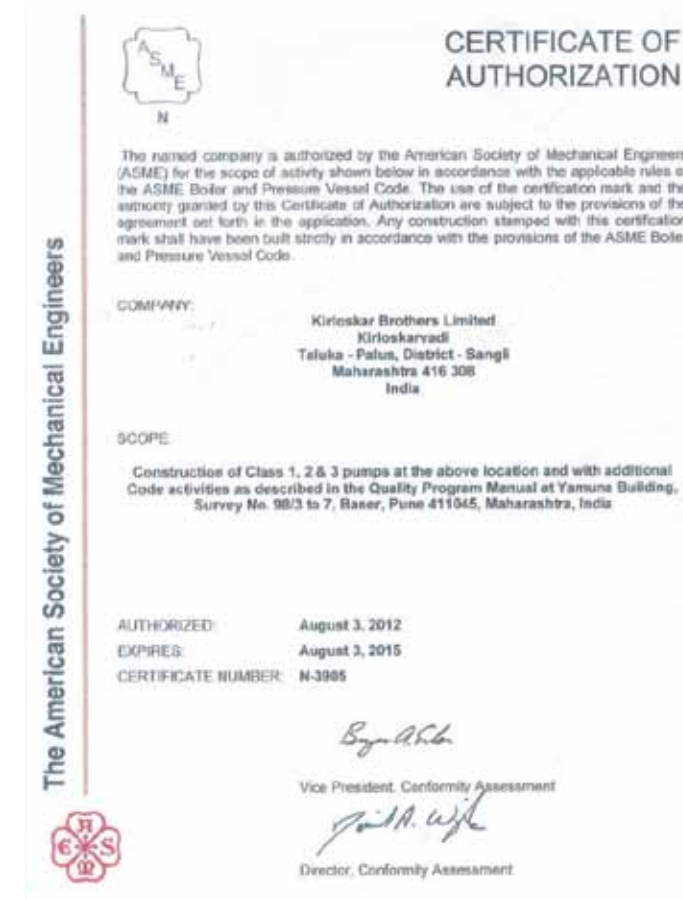 CERTIFICATE OF
AUTHORIZATION
ASME
N
The named company is authorized by the American Society of Mechanical Engineers
(ASME) for the scope of activity shown below in accordance with the applicable rules of
the ASME Boiler and Pressure Vessel Code. The use of the certification mark and the
authority granted by this Certificate of Authorization are subject to the provisions of the
agreement set forth in the application. Any construction stamped with this certification
mark shall have been built strictly in accordance with the provisions of the ASME Boiler
and Pressure Vessel Code.
COMPANY:
Kirloskar Brothers Limited
Kirloskarvadi
Taluka - Palus, District - Sangli
Maharashtra 416 308
India
SCOPE:
Construction of Class 1, 2 & 3 pumps at the above location and with additional
Code activities as described in the Quality Program Manual at Yamuna Building,
Survey No. 98/3 to 7, Baner, Pune 411045, Maharashtra, India
AUTHORIZED: August 3, 2012
EXPIRES: August 3, 2015
CERTIFICATE NUMBER: N-3985
Vice President, Conformity Assessment
Director, Conformity Assessment
The American Society of Mechanical Engineers
ASME